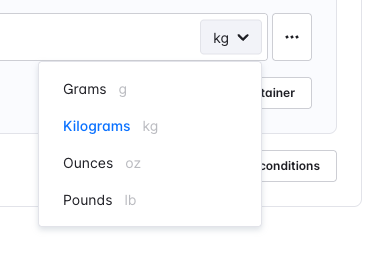 kg
...
Grams g
Kilograms kg
Ounces oz
Pounds lb
tainer
conditions